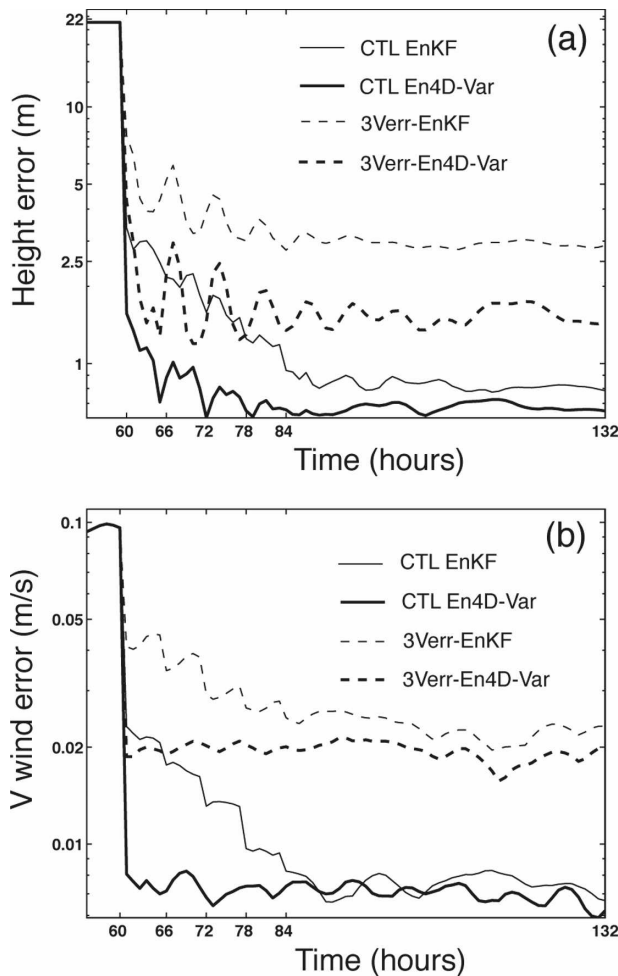 (a)
Height error (m)
22
10
5
2.5
1
CTL EnKF
CTL En4D-Var
3Verr-EnKF
3Verr-En4D-Var
60 66 72 78 84 132
Time (hours)
(b)
V wind error (m/s)
0.1
0.05
0.02
0.01
CTL EnKF
CTL En4D-Var
3Verr-EnKF
3Verr-En4D-Var
60 66 72 78 84 132
Time (hours)